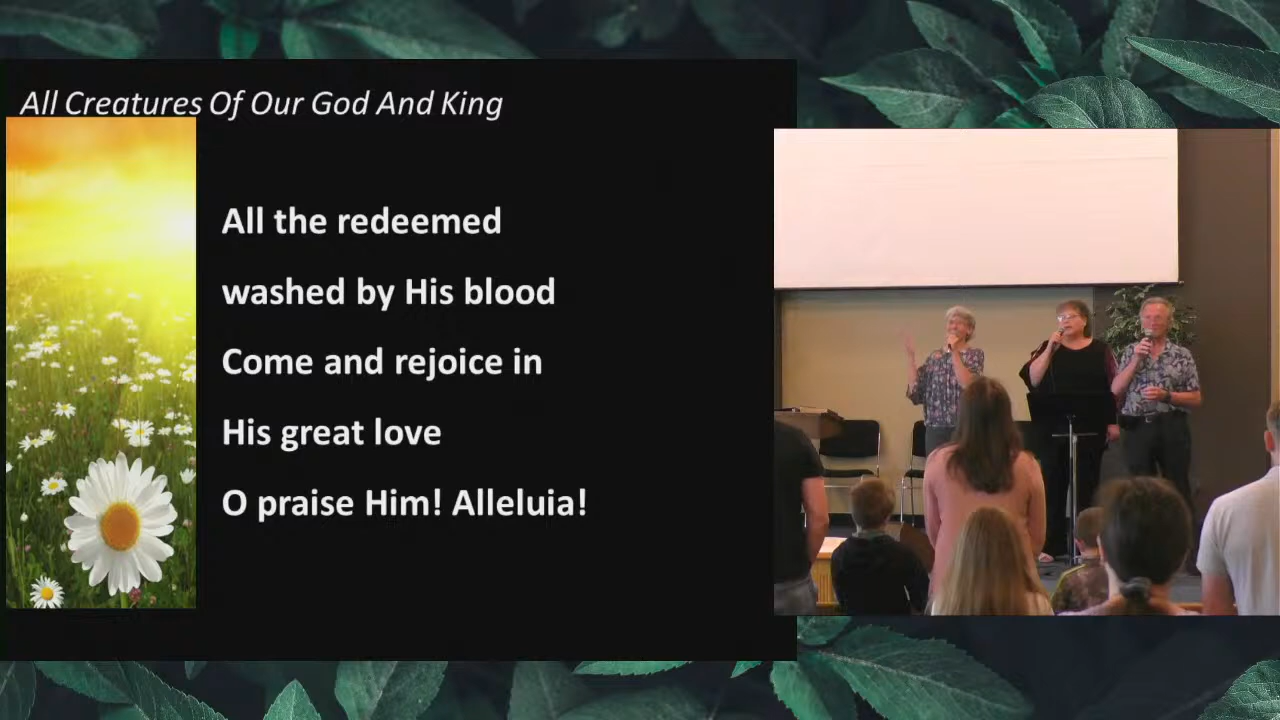 All Creatures Of Our God And King
All the redeemed
washed by His blood
Come and rejoice in
His great love
O praise Him! Alleluia!